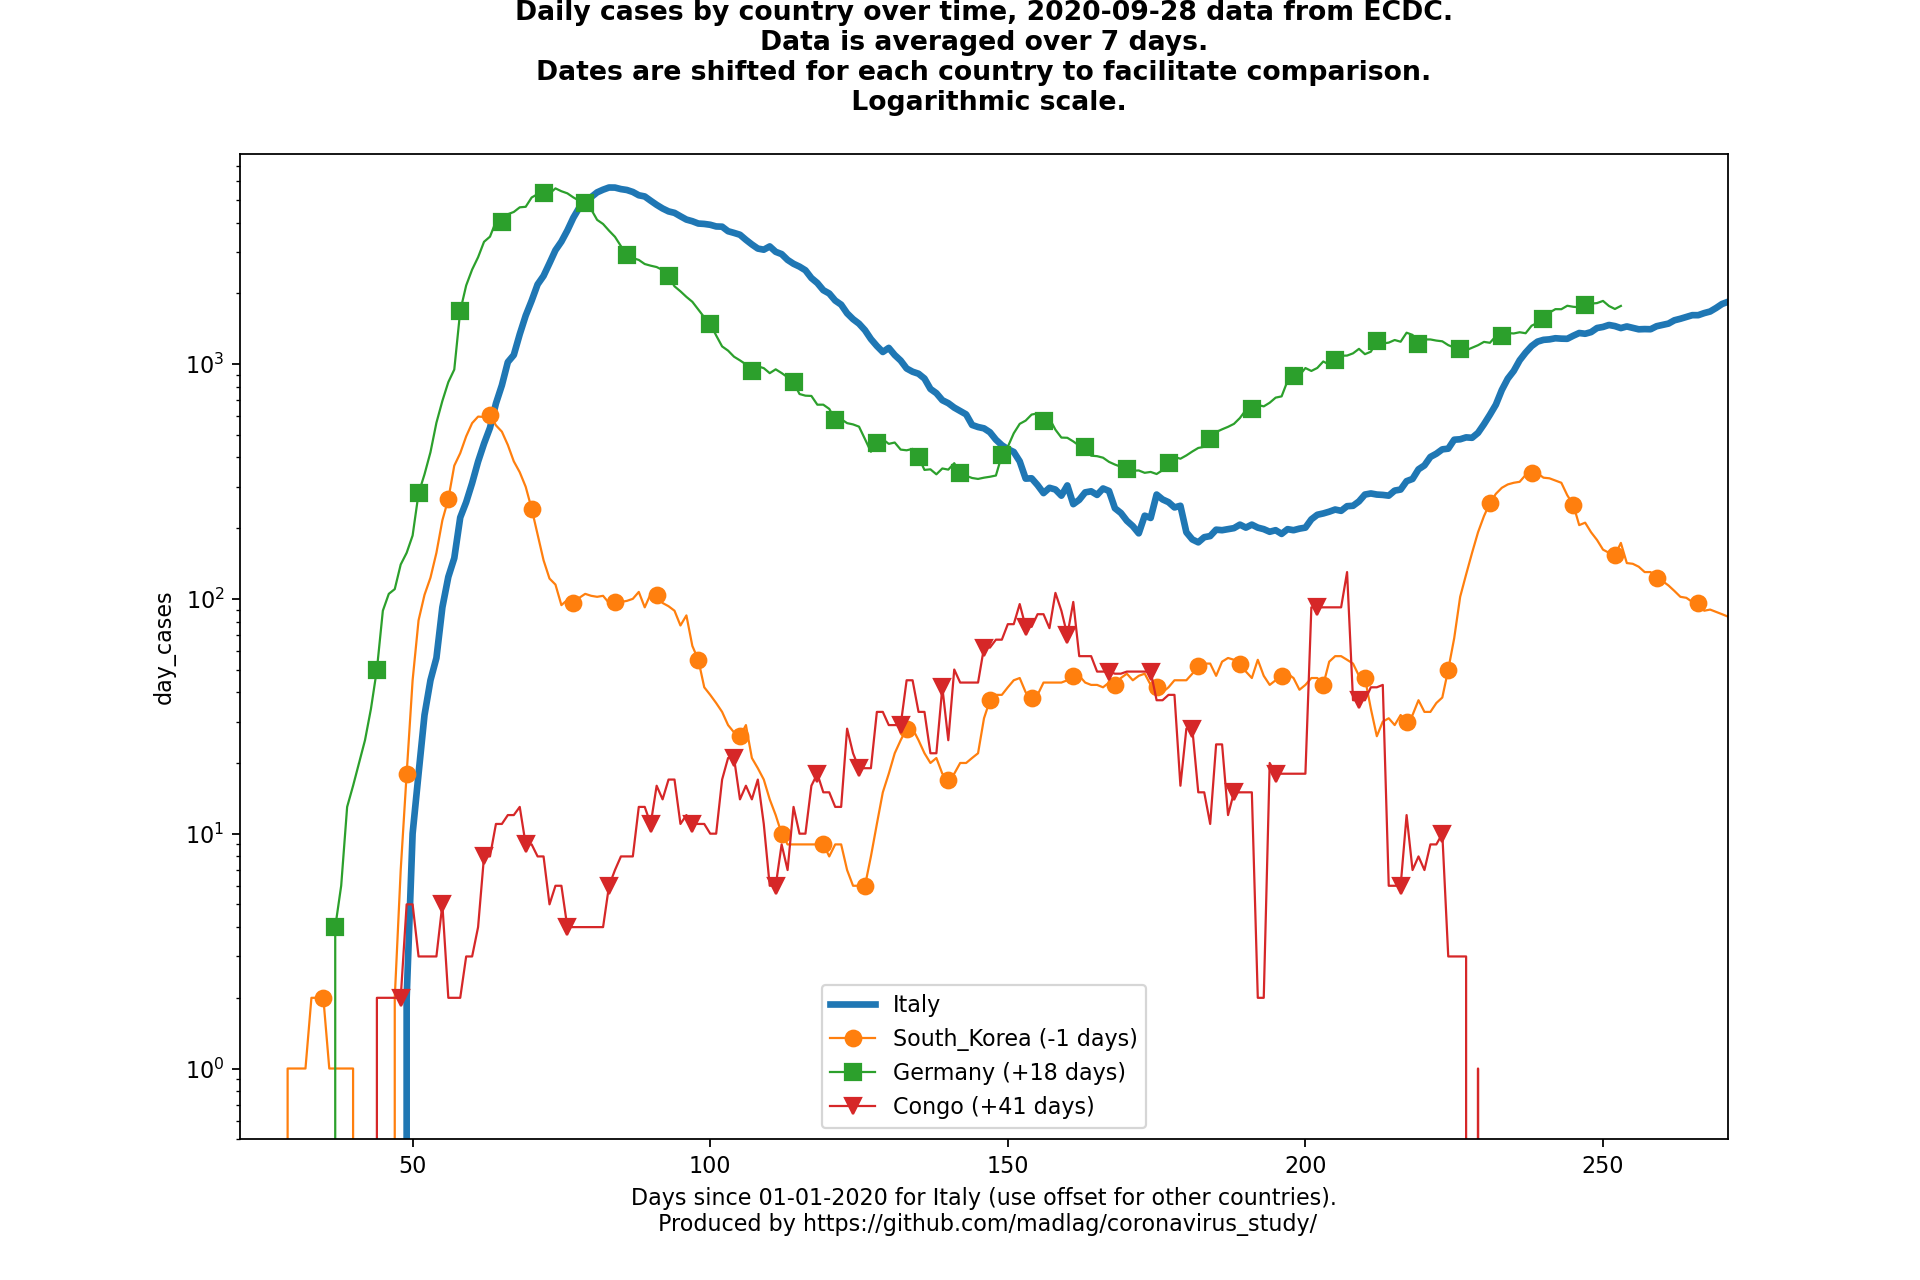 Daily cases by country over time, 2020-09-28 data from ECDC.
Data is averaged over 7 days.
Dates are shifted for each country to facilitate comparison.
Logarithmic scale.
day_cases
10³
10²
10¹
10⁰
Italy
South_Korea (-1 days)
Germany (+18 days)
Congo (+41 days)
50 100 150 200 250
Days since 01-01-2020 for Italy (use offset for other countries).
Produced by https://github.com/madlag/coronavirus_study/